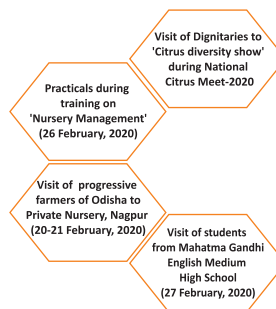 Visit of Dignitaries to
'Citrus diversity show'
during National
Citrus Meet-2020
Practicals during
training on
'Nursery Management'
(26 February, 2020)
Visit of progressive
farmers of Odisha to
Private Nursery, Nagpur
(20-21 February, 2020)
Visit of students
from Mahatma Gandhi
English Medium
High School
(27 February, 2020)